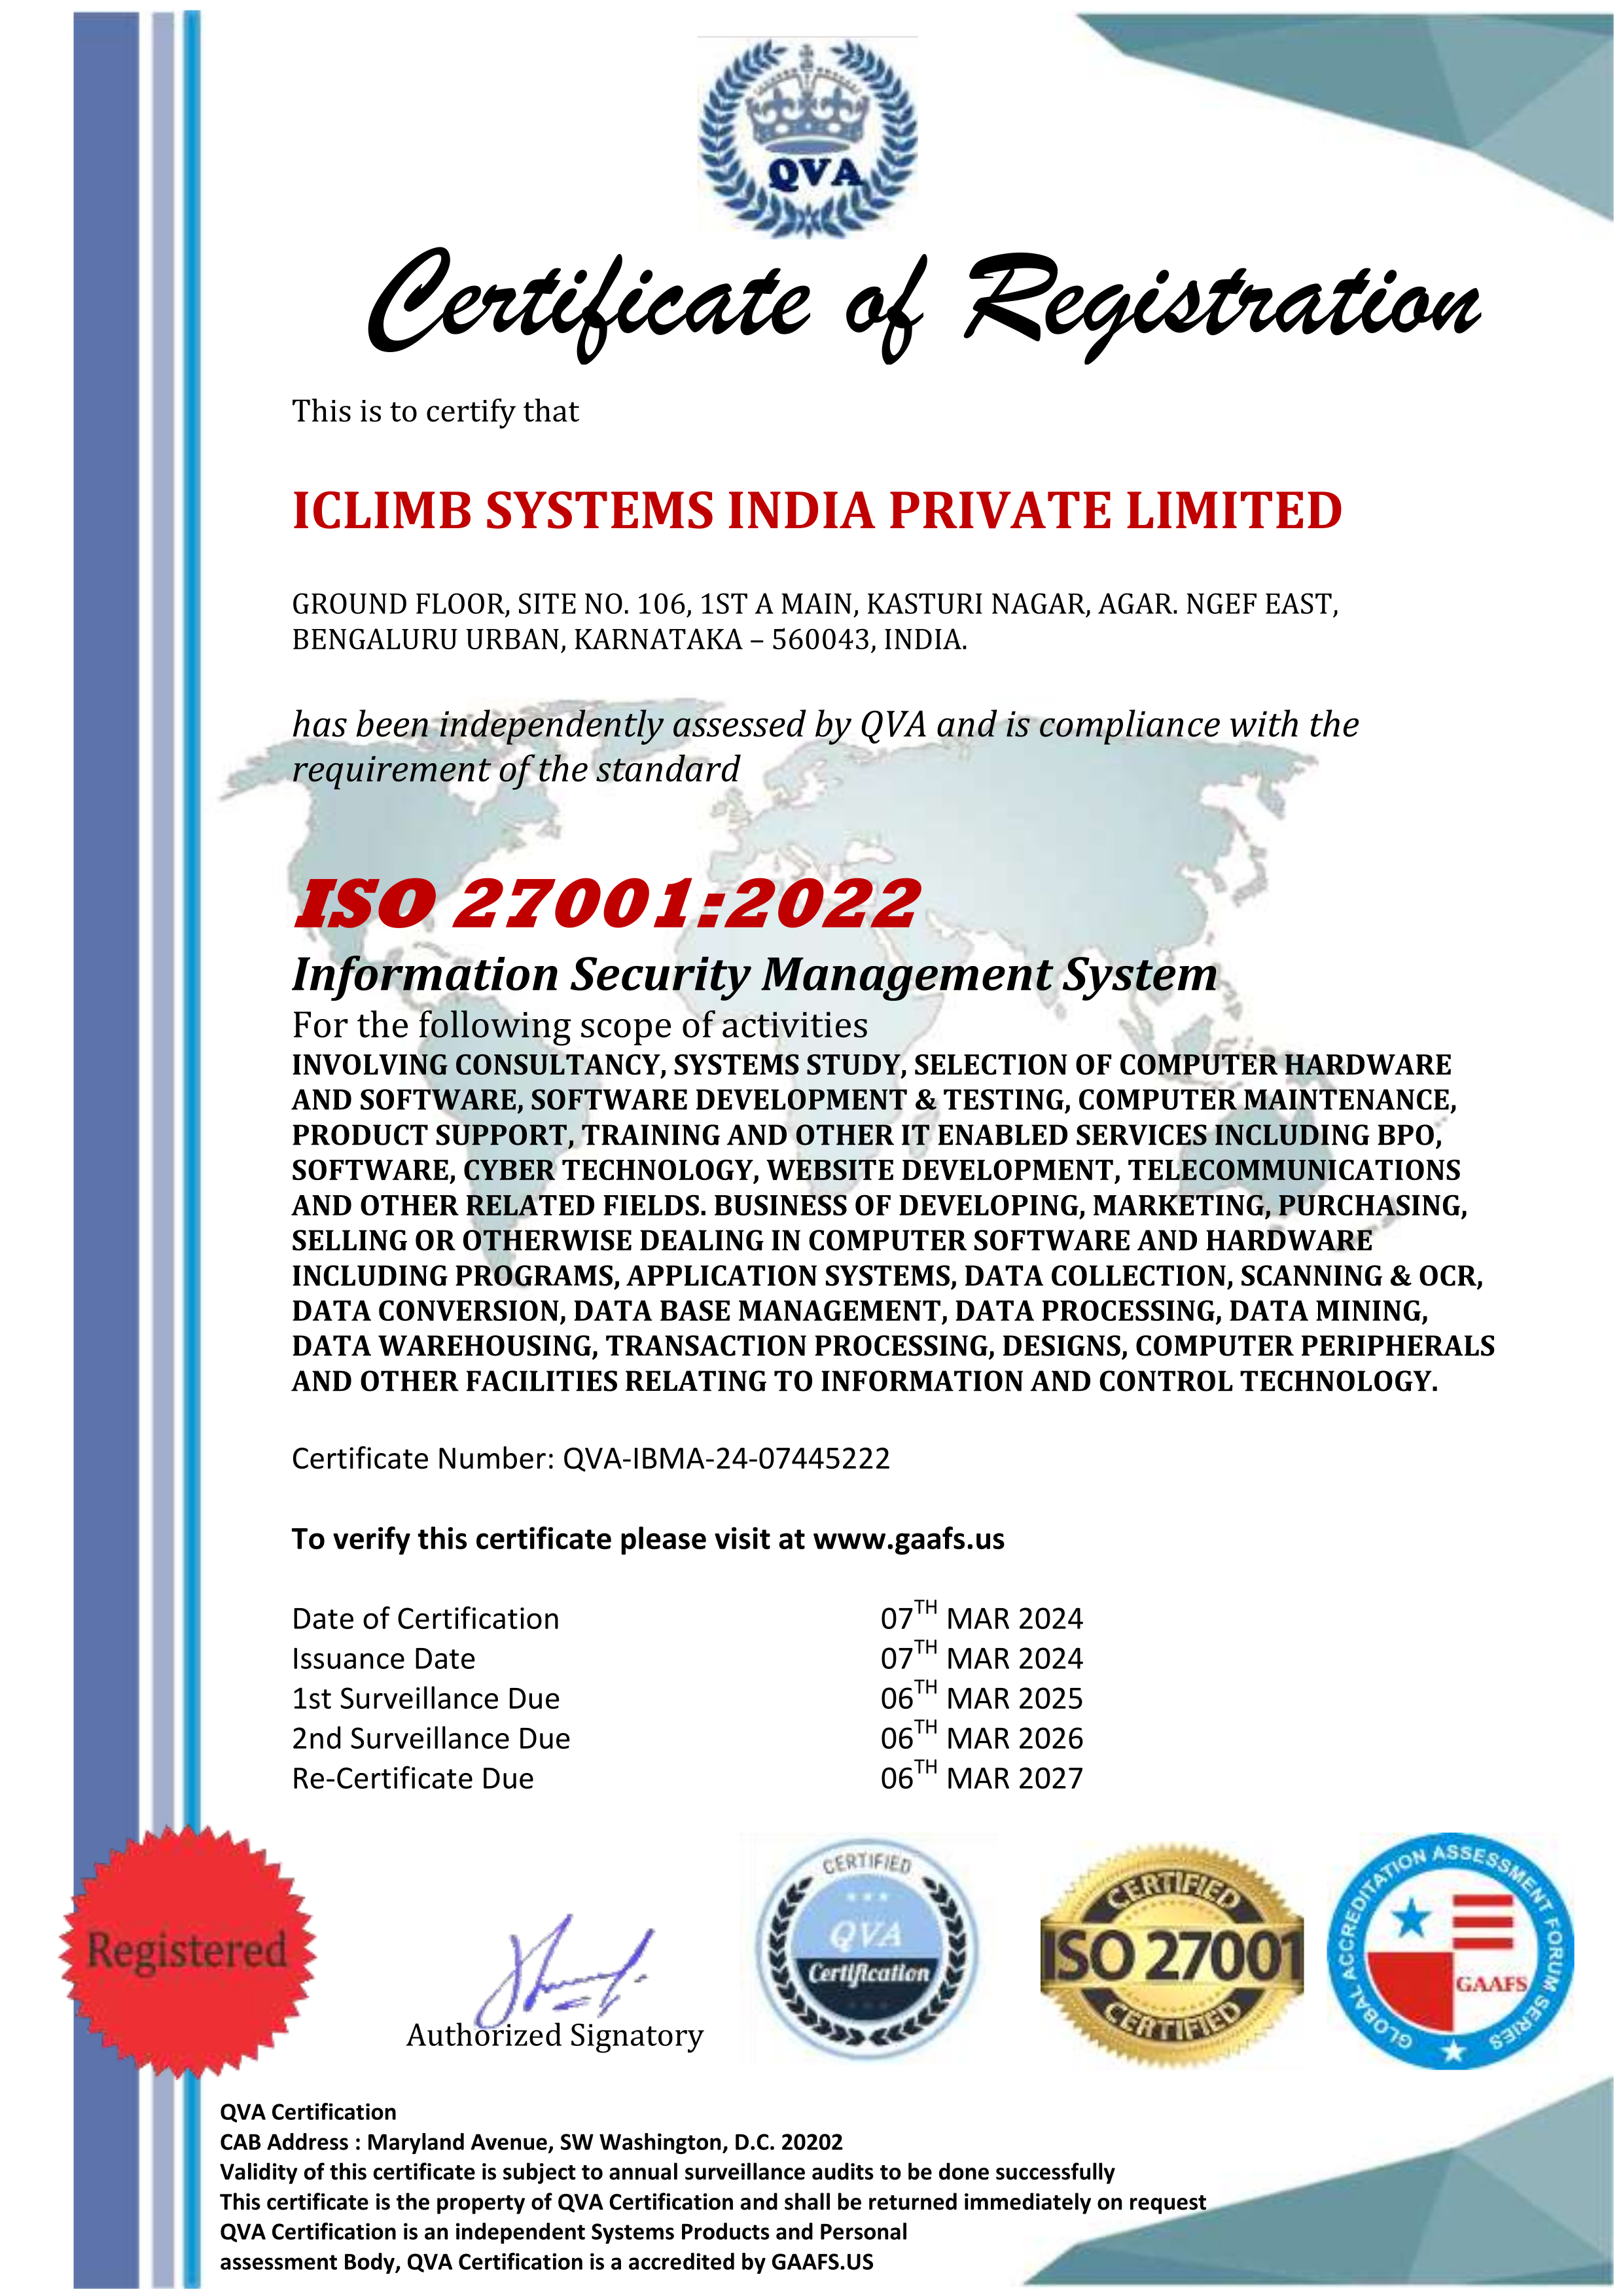 QVA
Certificate of Registration
This is to certify that
ICLIMB SYSTEMS INDIA PRIVATE LIMITED
GROUND FLOOR, SITE NO. 106, 1ST A MAIN, KASTURI NAGAR, AGAR. NGEF EAST,
BENGALURU URBAN, KARNATAKA – 560043, INDIA.
has been independently assessed by QVA and is compliance with the
requirement of the standard
ISO 27001:2022
Information Security Management System
For the following scope of activities
INVOLVING CONSULTANCY, SYSTEMS STUDY, SELECTION OF COMPUTER HARDWARE
AND SOFTWARE, SOFTWARE DEVELOPMENT & TESTING, COMPUTER MAINTENANCE,
PRODUCT SUPPORT, TRAINING AND OTHER IT ENABLED SERVICES INCLUDING BPO,
SOFTWARE, CYBER TECHNOLOGY, WEBSITE DEVELOPMENT, TELECOMMUNICATIONS
AND OTHER RELATED FIELDS. BUSINESS OF DEVELOPING, MARKETING, PURCHASING,
SELLING OR OTHERWISE DEALING IN COMPUTER SOFTWARE AND HARDWARE
INCLUDING PROGRAMS, APPLICATION SYSTEMS, DATA COLLECTION, SCANNING & OCR,
DATA CONVERSION, DATA BASE MANAGEMENT, DATA PROCESSING, DATA MINING,
DATA WAREHOUSING, TRANSACTION PROCESSING, DESIGNS, COMPUTER PERIPHERALS
AND OTHER FACILITIES RELATING TO INFORMATION AND CONTROL TECHNOLOGY.
Certificate Number: QVA-IBMA-24-07445222
To verify this certificate please visit at www.gaafs.us
Date of Certification 07TH MAR 2024
Issuance Date 07TH MAR 2024
1st Surveillance Due 06TH MAR 2025
2nd Surveillance Due 06TH MAR 2026
Re-Certificate Due 06TH MAR 2027
Registered
Authorized Signatory
CERTIFIED
QVA
Certification
CERTIFIED
ISO 27001
CERTIFIED
GLOBAL ACCREDITATION ASSESSMENT FORUM SERIES
GAAFS
QVA Certification
CAB Address : Maryland Avenue, SW Washington, D.C. 20202
Validity of this certificate is subject to annual surveillance audits to be done successfully
This certificate is the property of QVA Certification and shall be returned immediately on request
QVA Certification is an independent Systems Products and Personal
assessment Body, QVA Certification is a accredited by GAAFS.US